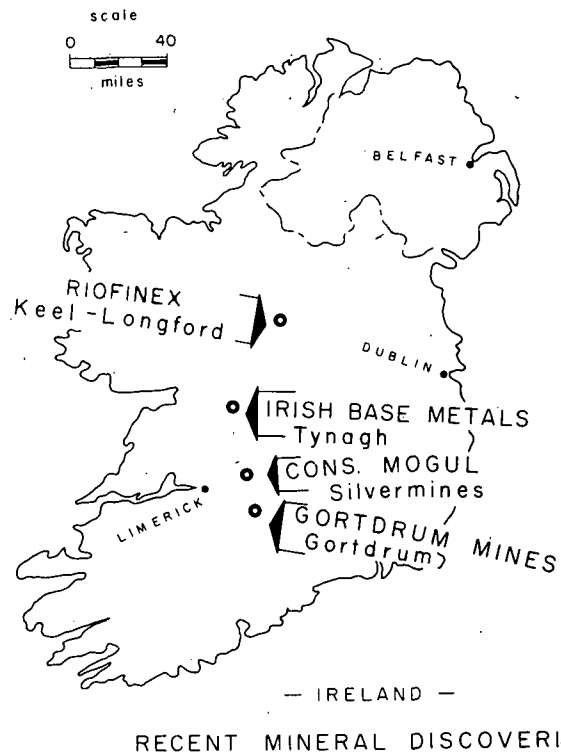 scale
0 40
miles
BELFAST
RIOFINEX
Keel-Longford
DUBLIN
IRISH BASE METALS
Tynagh
CONS. MOGUL
Silvermines
LIMERICK
GORTDRUM MINES
Gortdrum
— IRELAND —
RECENT MINERAL DISCOVERI